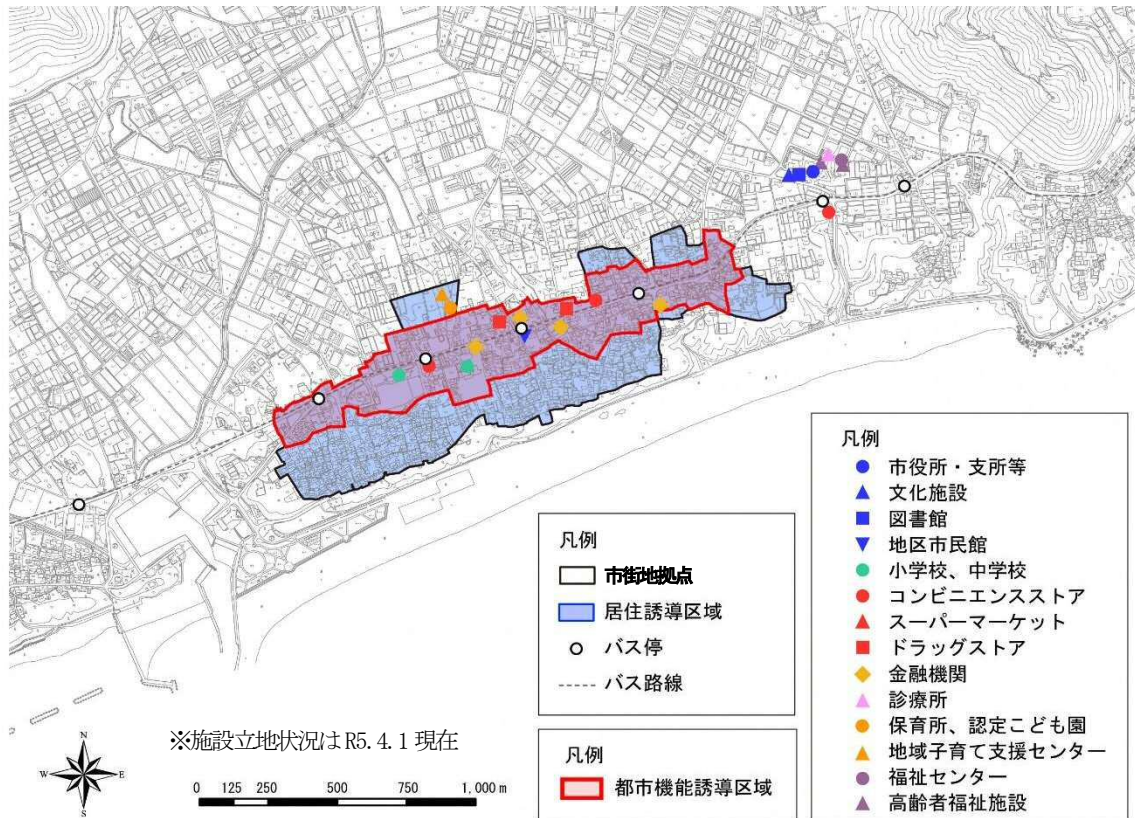 凡例
市街地拠点
居住誘導区域
バス停
バス路線
凡例
都市機能誘導区域
凡例
市役所・支所等
文化施設
図書館
地区市民館
小学校、中学校
コンビニエンスストア
スーパーマーケット
ドラッグストア
金融機関
診療所
保育所、認定こども園
地域子育て支援センター
福祉センター
高齢者福祉施設
※施設立地状況はR5.4.1現在
N
W E
S
0 125 250 500 750 1,000 m